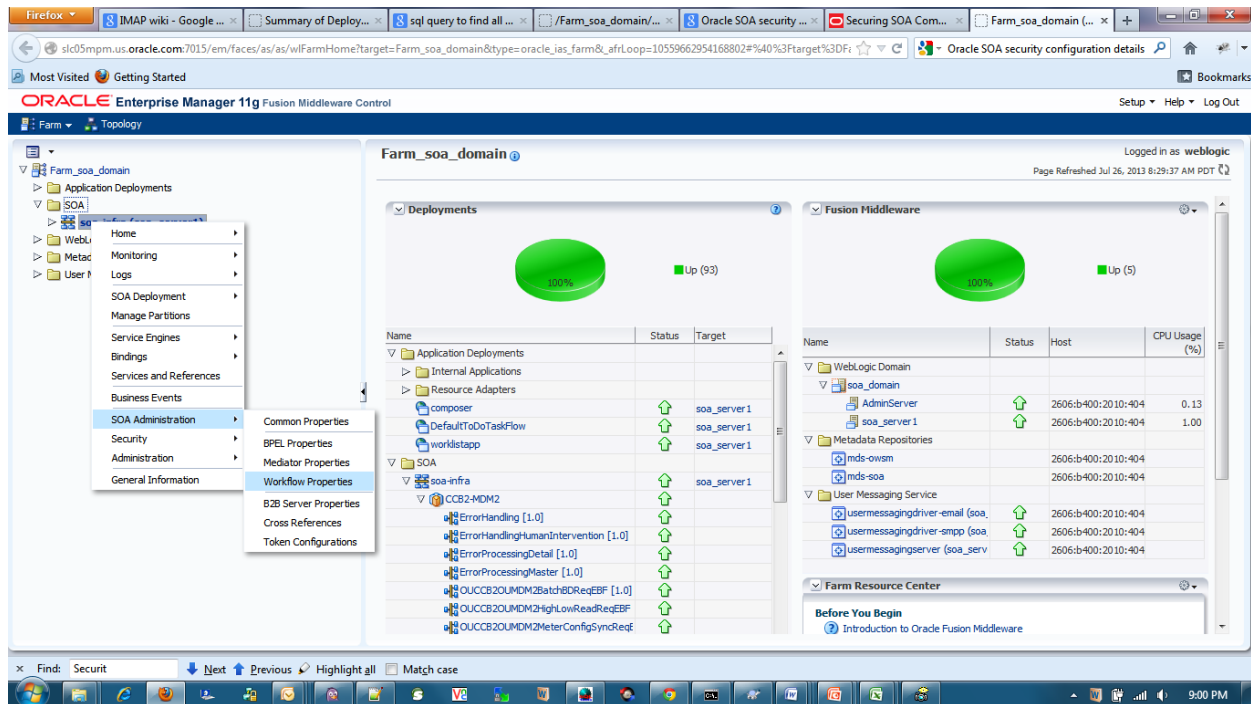 Firefox
IMAP wiki - Google ...
Summary of Deploy...
sql query to find all ...
/Farm_soa_domain/...
Oracle SOA security ...
Securing SOA Com...
Farm_soa_domain (...
slc05mpm.us.oracle.com:7015/em/faces/as/as/wlFarmHome?target=Farm_soa_domain&type=oracle_ias_farm&_afrLoop=10559662954168802#%40%3Ftarget%3DFa
Oracle SOA security configuration details
Most Visited
Getting Started
Bookmarks
ORACLE Enterprise Manager 11g Fusion Middleware Control
Setup Help Log Out
Farm Topology
Farm_soa_domain
Application Deployments
SOA
WebL
Metad
User M
Home
Monitoring
Logs
SOA Deployment
Manage Partitions
Service Engines
Bindings
Services and References
Business Events
SOA Administration
Security
Administration
General Information
Common Properties
BPEL Properties
Mediator Properties
Workflow Properties
B2B Server Properties
Cross References
Token Configurations
Farm_soa_domain
Logged in as weblogic
Page Refreshed Jul 26, 2013 8:29:37 AM PDT
Deployments
100%
Up (93)
Name Status Target
Application Deployments
Internal Applications
Resource Adapters
composer soa_server1
DefaultToDoTaskFlow soa_server1
worklistapp soa_server1
SOA
soa-infra soa_server1
CCB2-MDM2
ErrorHandling [1.0]
ErrorHandlingHumanIntervention [1.0]
ErrorProcessingDetail [1.0]
ErrorProcessingMaster [1.0]
OUCCB2OUMDM2BatchBDReqEBF [1.0]
OUCCB2OUMDM2HighLowReadReqEBF
OUCCB2OUMDM2MeterConfigSyncReqE
Fusion Middleware
100%
Up (5)
Name Status Host CPU Usage (%)
WebLogic Domain
soa_domain
AdminServer 2606:b400:2010:404 0.13
soa_server1 2606:b400:2010:404 1.00
Metadata Repositories
mds-owsm 2606:b400:2010:404
mds-soa 2606:b400:2010:404
User Messaging Service
usermessagingdriver-email (soa_ 2606:b400:2010:404
usermessagingdriver-smpp (soa_ 2606:b400:2010:404
usermessagingserver (soa_serv 2606:b400:2010:404
Farm Resource Center
Before You Begin
Introduction to Oracle Fusion Middleware
× Find: Securit Next Previous Highlight all Match case
9:00 PM